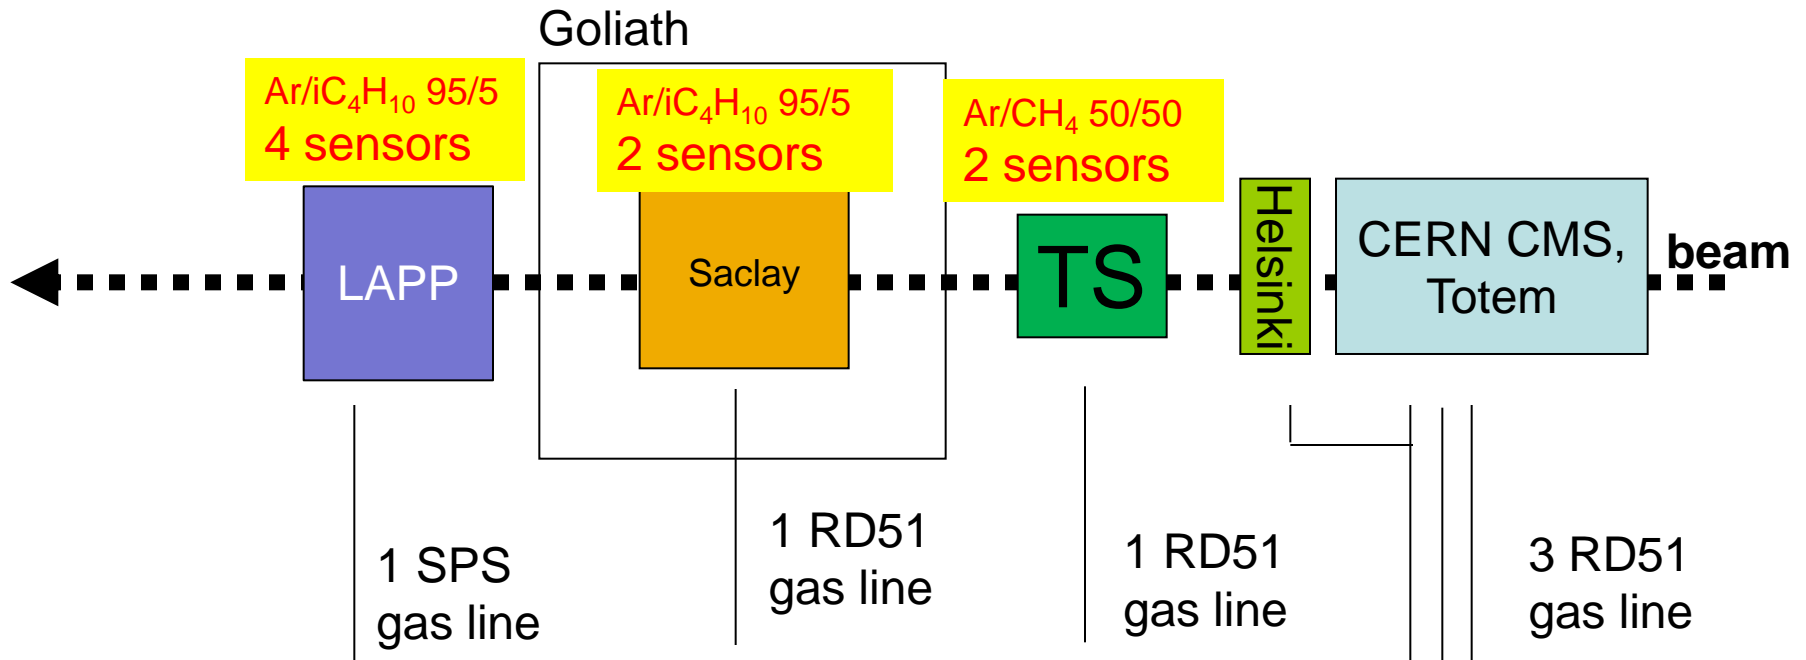 Goliath
Ar/iC₄H₁₀ 95/5
4 sensors
Ar/iC₄H₁₀ 95/5
2 sensors
Ar/CH₄ 50/50
2 sensors
LAPP
Saclay
TS
Helsinki
CERN CMS,
Totem
beam
1 SPS
gas line
1 RD51
gas line
1 RD51
gas line
3 RD51
gas line